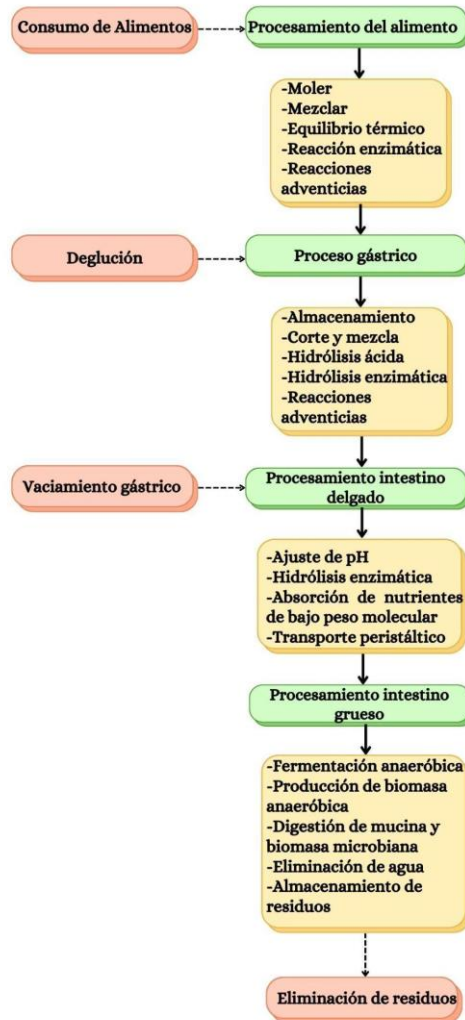 Consumo de Alimentos
Procesamiento del alimento
-Moler
-Mezclar
-Equilibrio térmico
-Reacción enzimática
-Reacciones
adventicias
Deglución
Proceso gástrico
-Almacenamiento
-Corte y mezcla
-Hidrólisis ácida
-Hidrólisis enzimática
-Reacciones
adventicias
Vaciamiento gástrico
Procesamiento intestino
delgado
-Ajuste de pH
-Hidrólisis enzimática
-Absorción de nutrientes
de bajo peso molecular
-Transporte peristáltico
Procesamiento intestino
grueso
-Fermentación anaeróbica
-Producción de biomasa
anaeróbica
-Digestión de mucina y
biomasa microbiana
-Eliminación de agua
-Almacenamiento de
residuos
Eliminación de residuos